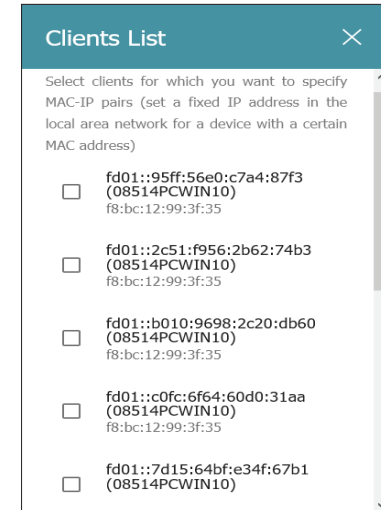 Clients List
Select clients for which you want to specify
MAC-IP pairs (set a fixed IP address in the
local area network for a device with a certain
MAC address)
fd01::95ff:56e0:c7a4:87f3
(08514PCWIN10)
f8:bc:12:99:3f:35
fd01::2c51:f956:2b62:74b3
(08514PCWIN10)
f8:bc:12:99:3f:35
fd01::b010:9698:2c20:db60
(08514PCWIN10)
f8:bc:12:99:3f:35
fd01::c0fc:6f64:60d0:31aa
(08514PCWIN10)
f8:bc:12:99:3f:35
fd01::7d15:64bf:e34f:67b1
(08514PCWIN10)